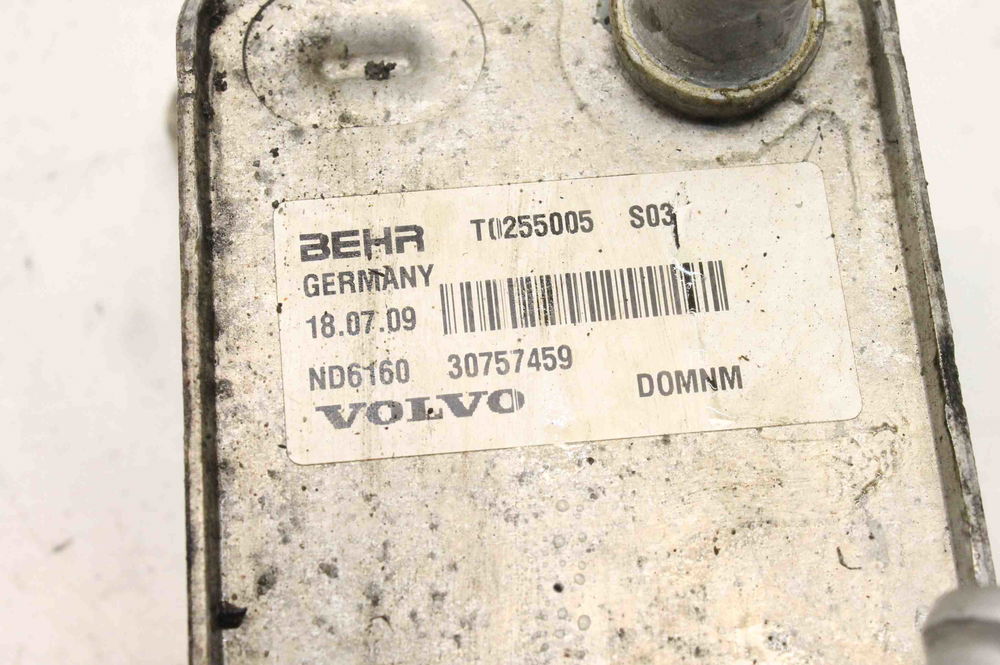 BEHR T0255005 S03
GERMANY
18.07.09
ND6160 30757459
VOLVO DOMNM